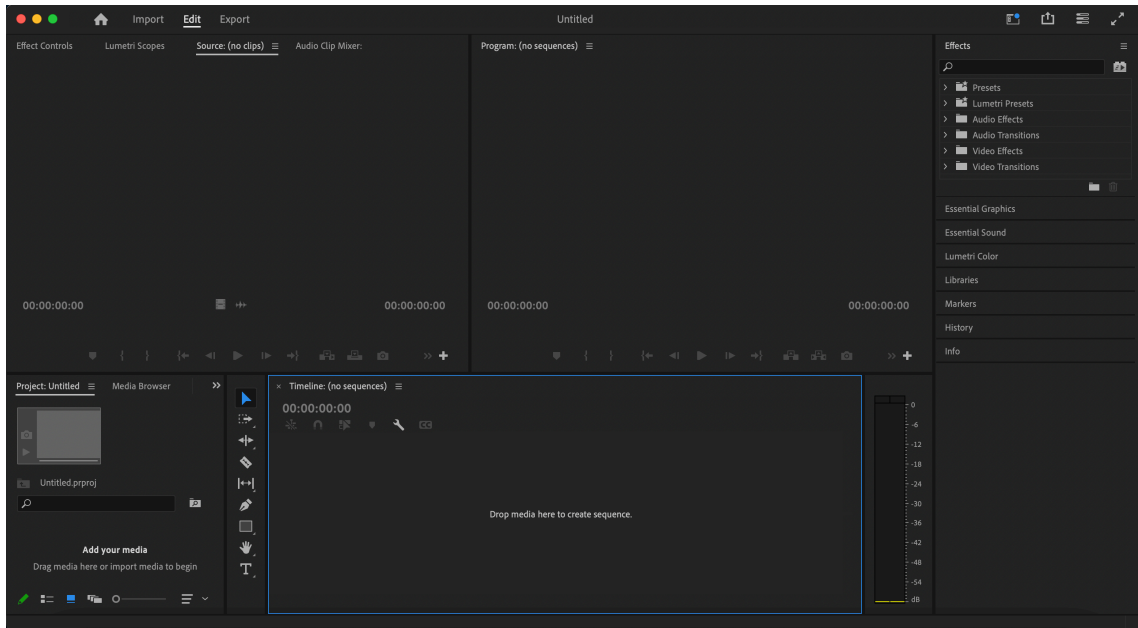 Import Edit Export Untitled
Effect Controls Lumetri Scopes Source: (no clips) Audio Clip Mixer:
00:00:00:00 00:00:00:00
Program: (no sequences)
00:00:00:00 00:00:00:00
Effects
Presets
Lumetri Presets
Audio Effects
Audio Transitions
Video Effects
Video Transitions
Essential Graphics
Essential Sound
Lumetri Color
Libraries
Markers
History
Info
Project: Untitled Media Browser
Untitled.prproj
Add your media
Drag media here or import media to begin
T
Timeline: (no sequences)
00:00:00:00
CC
Drop media here to create sequence.
0
-6
-12
-18
-24
-30
-36
-42
-48
-54
dB